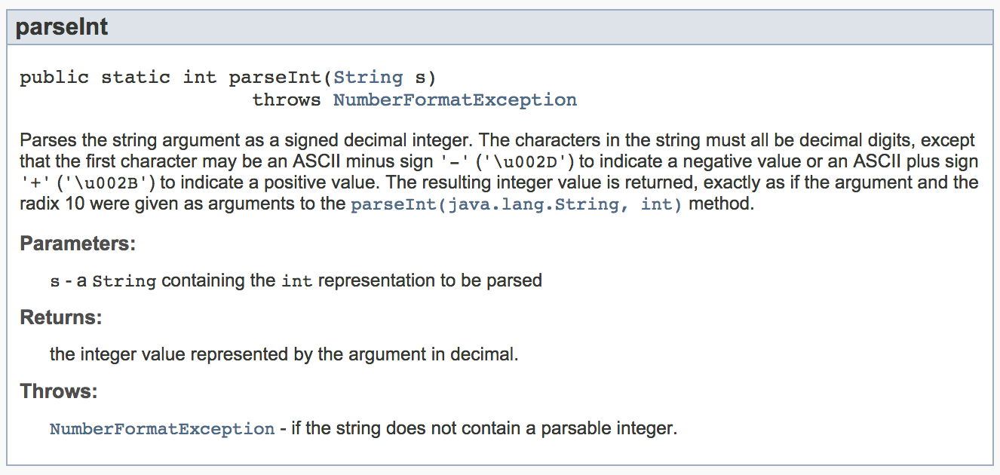 parseInt
public static int parseInt(String s)
throws NumberFormatException
Parses the string argument as a signed decimal integer. The characters in the string must all be decimal digits, except
that the first character may be an ASCII minus sign '-' ('\u002D') to indicate a negative value or an ASCII plus sign
'+' ('\u002B') to indicate a positive value. The resulting integer value is returned, exactly as if the argument and the
radix 10 were given as arguments to the parseInt(java.lang.String, int) method.
Parameters:
s - a String containing the int representation to be parsed
Returns:
the integer value represented by the argument in decimal.
Throws:
NumberFormatException - if the string does not contain a parsable integer.